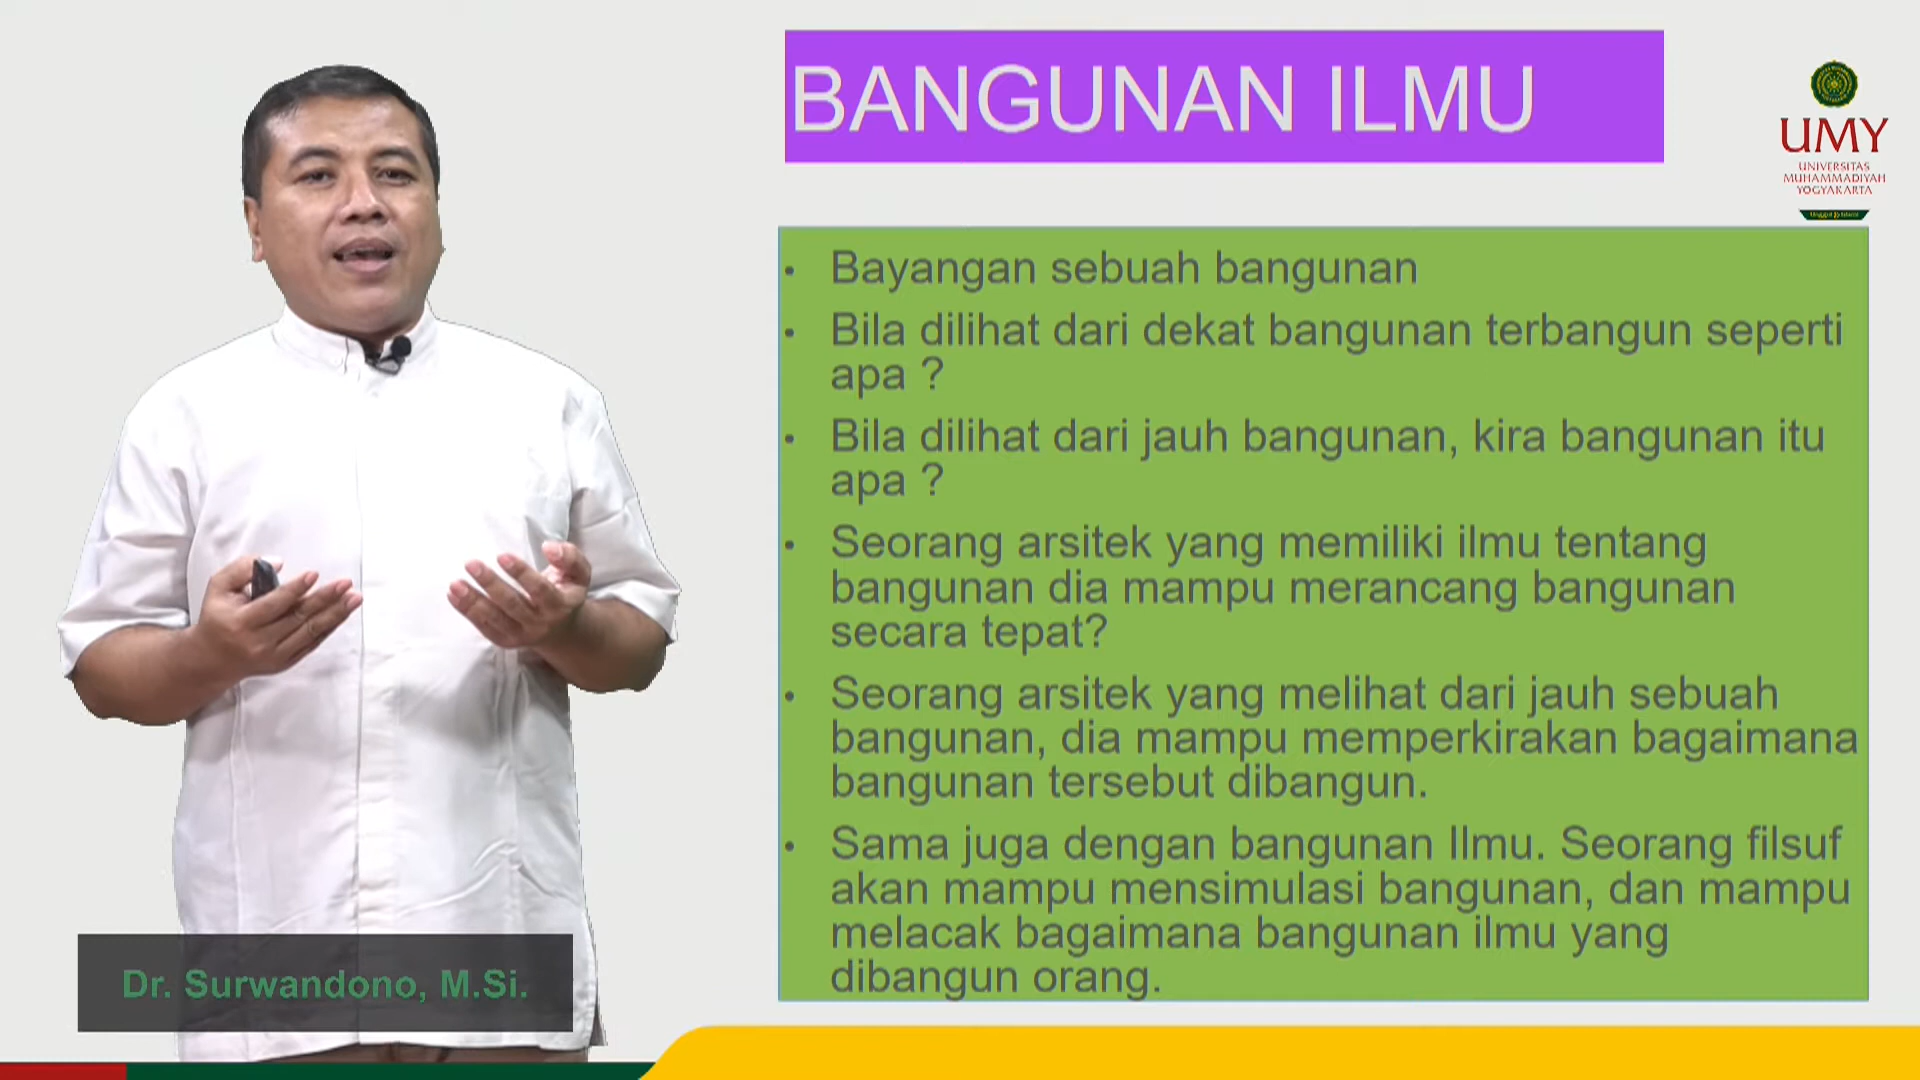 BANGUNAN ILMU
UMY
UNIVERSITAS
MUHAMMADIYAH
YOGYAKARTA
Unggul & Islami
• Bayangan sebuah bangunan
• Bila dilihat dari dekat bangunan terbangun seperti
apa ?
• Bila dilihat dari jauh bangunan, kira bangunan itu
apa ?
• Seorang arsitek yang memiliki ilmu tentang
bangunan dia mampu merancang bangunan
secara tepat?
• Seorang arsitek yang melihat dari jauh sebuah
bangunan, dia mampu memperkirakan bagaimana
bangunan tersebut dibangun.
• Sama juga dengan bangunan Ilmu. Seorang filsuf
akan mampu mensimulasi bangunan, dan mampu
melacak bagaimana bangunan ilmu yang
dibangun orang.
Dr. Surwandono, M.Si.